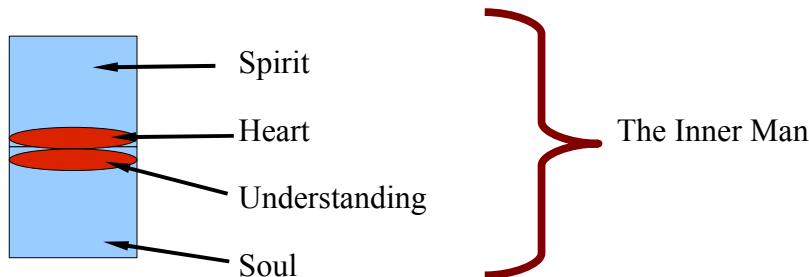 Spirit
Heart
The Inner Man
Understanding
Soul